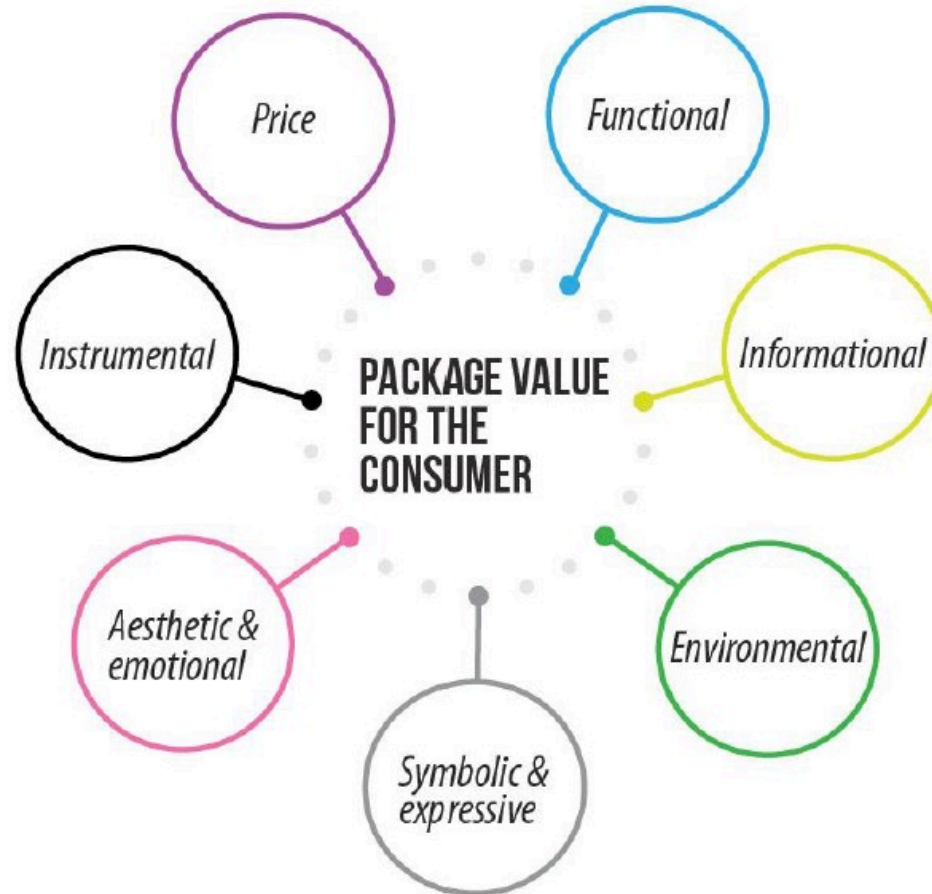 Price
Functional
Instrumental
Informational
PACKAGE VALUE
FOR THE
CONSUMER
Aesthetic &
emotional
Environmental
Symbolic &
expressive